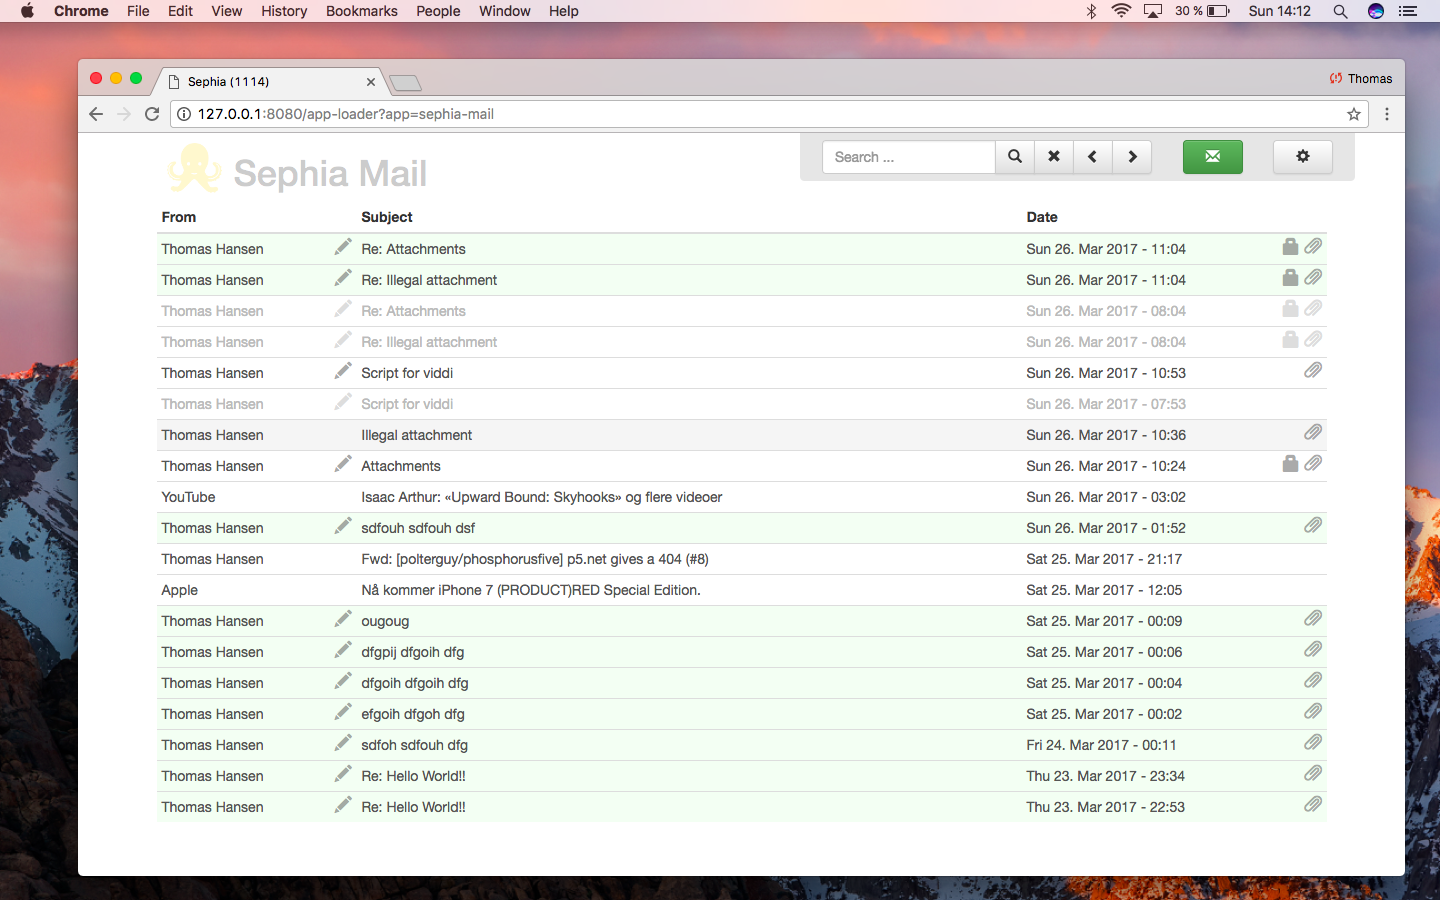 Chrome File Edit View History Bookmarks People Window Help 30 % Sun 14:12
Sephia (1114) Thomas
127.0.0.1:8080/app-loader?app=sephia-mail
Sephia Mail Search ...
From Subject Date
Thomas Hansen Re: Attachments Sun 26. Mar 2017 - 11:04
Thomas Hansen Re: Illegal attachment Sun 26. Mar 2017 - 11:04
Thomas Hansen Re: Attachments Sun 26. Mar 2017 - 08:04
Thomas Hansen Re: Illegal attachment Sun 26. Mar 2017 - 08:04
Thomas Hansen Script for viddi Sun 26. Mar 2017 - 10:53
Thomas Hansen Script for viddi Sun 26. Mar 2017 - 07:53
Thomas Hansen Illegal attachment Sun 26. Mar 2017 - 10:36
Thomas Hansen Attachments Sun 26. Mar 2017 - 10:24
YouTube Isaac Arthur: «Upward Bound: Skyhooks» og flere videoer Sun 26. Mar 2017 - 03:02
Thomas Hansen sdfouh sdfouh dsf Sun 26. Mar 2017 - 01:52
Thomas Hansen Fwd: [polterguy/phosphorusfive] p5.net gives a 404 (#8) Sat 25. Mar 2017 - 21:17
Apple Nå kommer iPhone 7 (PRODUCT)RED Special Edition. Sat 25. Mar 2017 - 12:05
Thomas Hansen ougoug Sat 25. Mar 2017 - 00:09
Thomas Hansen dfgpij dfgoih dfg Sat 25. Mar 2017 - 00:06
Thomas Hansen dfgoih dfgoih dfg Sat 25. Mar 2017 - 00:04
Thomas Hansen efgoih dfgoh dfg Sat 25. Mar 2017 - 00:02
Thomas Hansen sdfoh sdfouh dfg Fri 24. Mar 2017 - 00:11
Thomas Hansen Re: Hello World!! Thu 23. Mar 2017 - 23:34
Thomas Hansen Re: Hello World!! Thu 23. Mar 2017 - 22:53